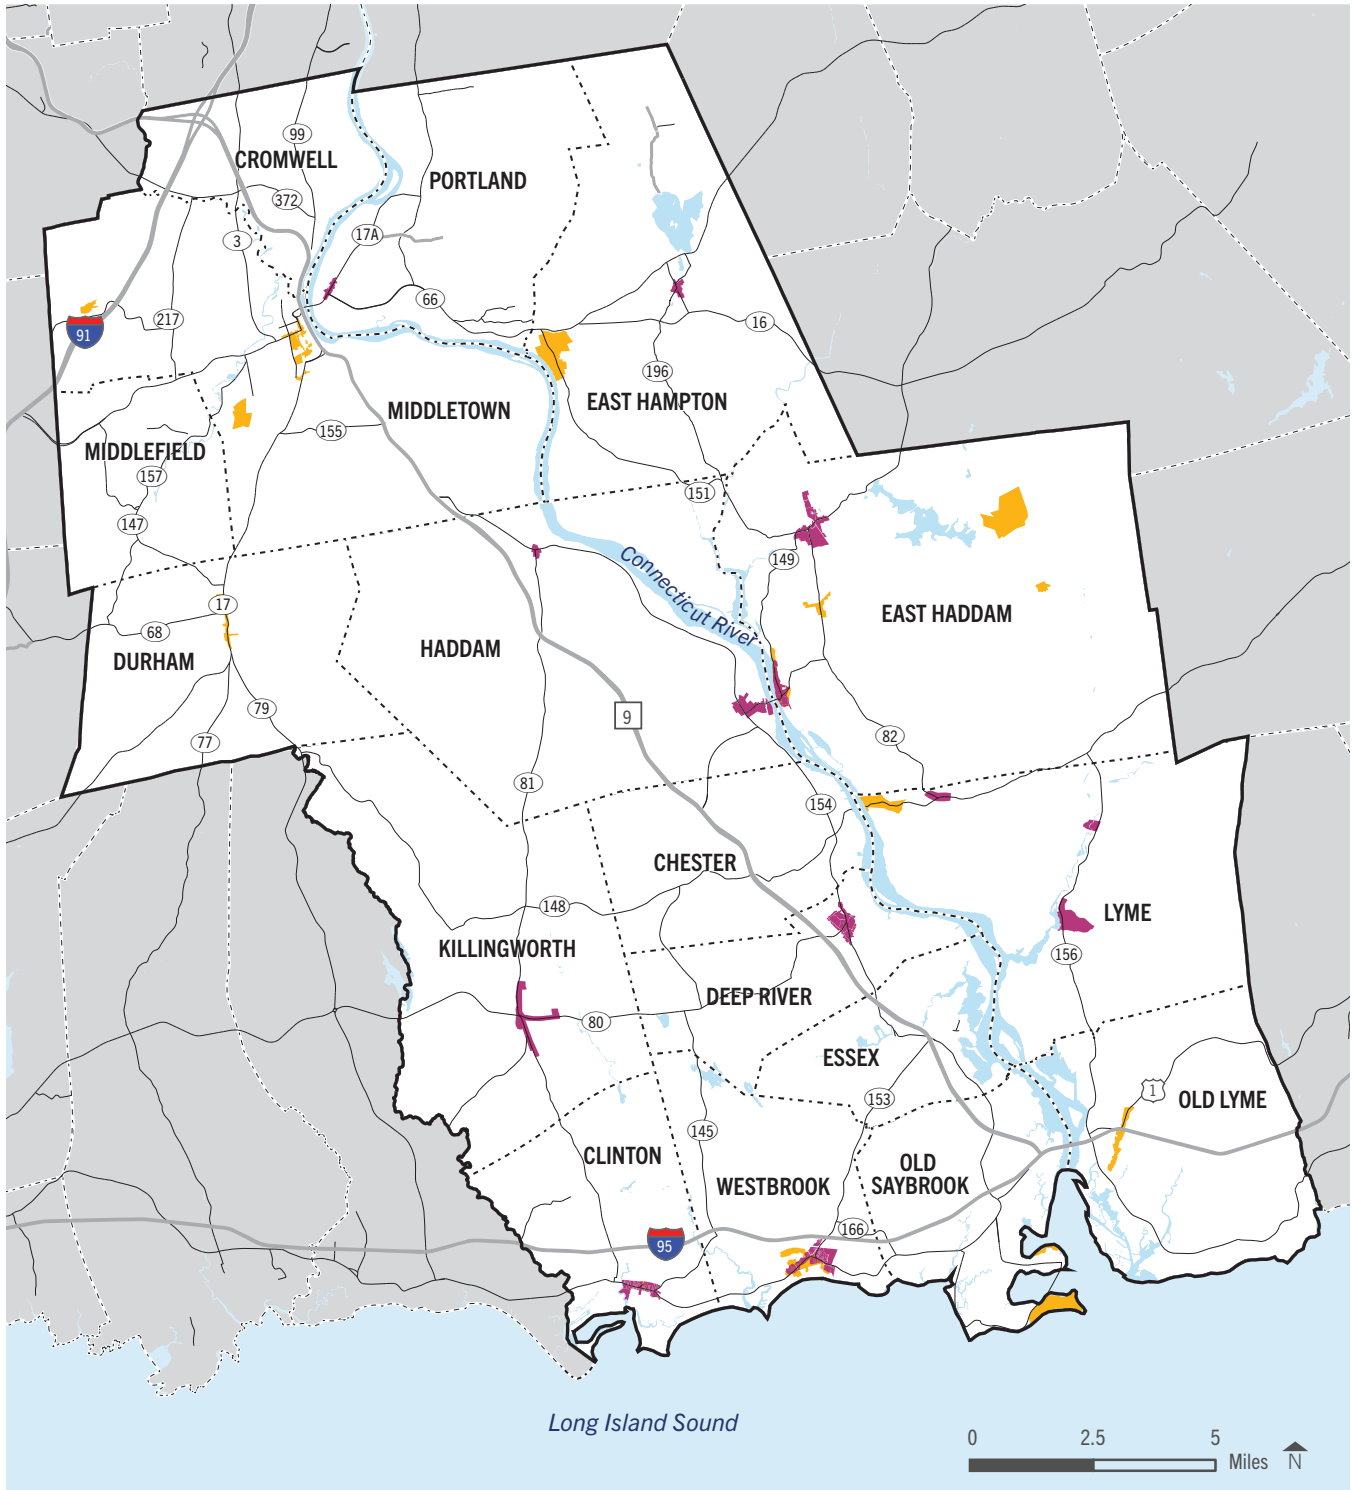 99
CROMWELL
PORTLAND
372
17A
3
66
217
91
16
196
MIDDLETOWN
EAST HAMPTON
155
MIDDLEFIELD
157
151
147
149
Connecticut River
17
68
EAST HADDAM
DURHAM
HADDAM
79
9
77
82
81
154
CHESTER
148
LYME
KILLINGWORTH
156
DEEP RIVER
80
ESSEX
1
153
OLD LYME
145
CLINTON
OLD
SAYBROOK
WESTBROOK
166
95
Long Island Sound
0 2.5 5
Miles N